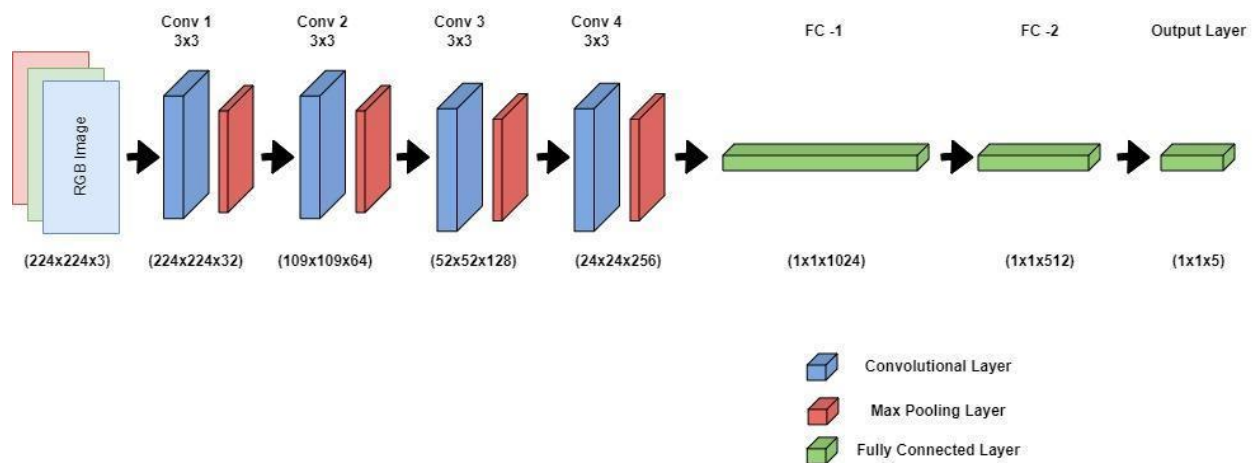 Conv 1
3x3
Conv 2
3x3
Conv 3
3x3
Conv 4
3x3
FC -1
FC -2
Output Layer
RGB Image
(224x224x3)
(224x224x32)
(109x109x64)
(52x52x128)
(24x24x256)
(1x1x1024)
(1x1x512)
(1x1x5)
Convolutional Layer
Max Pooling Layer
Fully Connected Layer